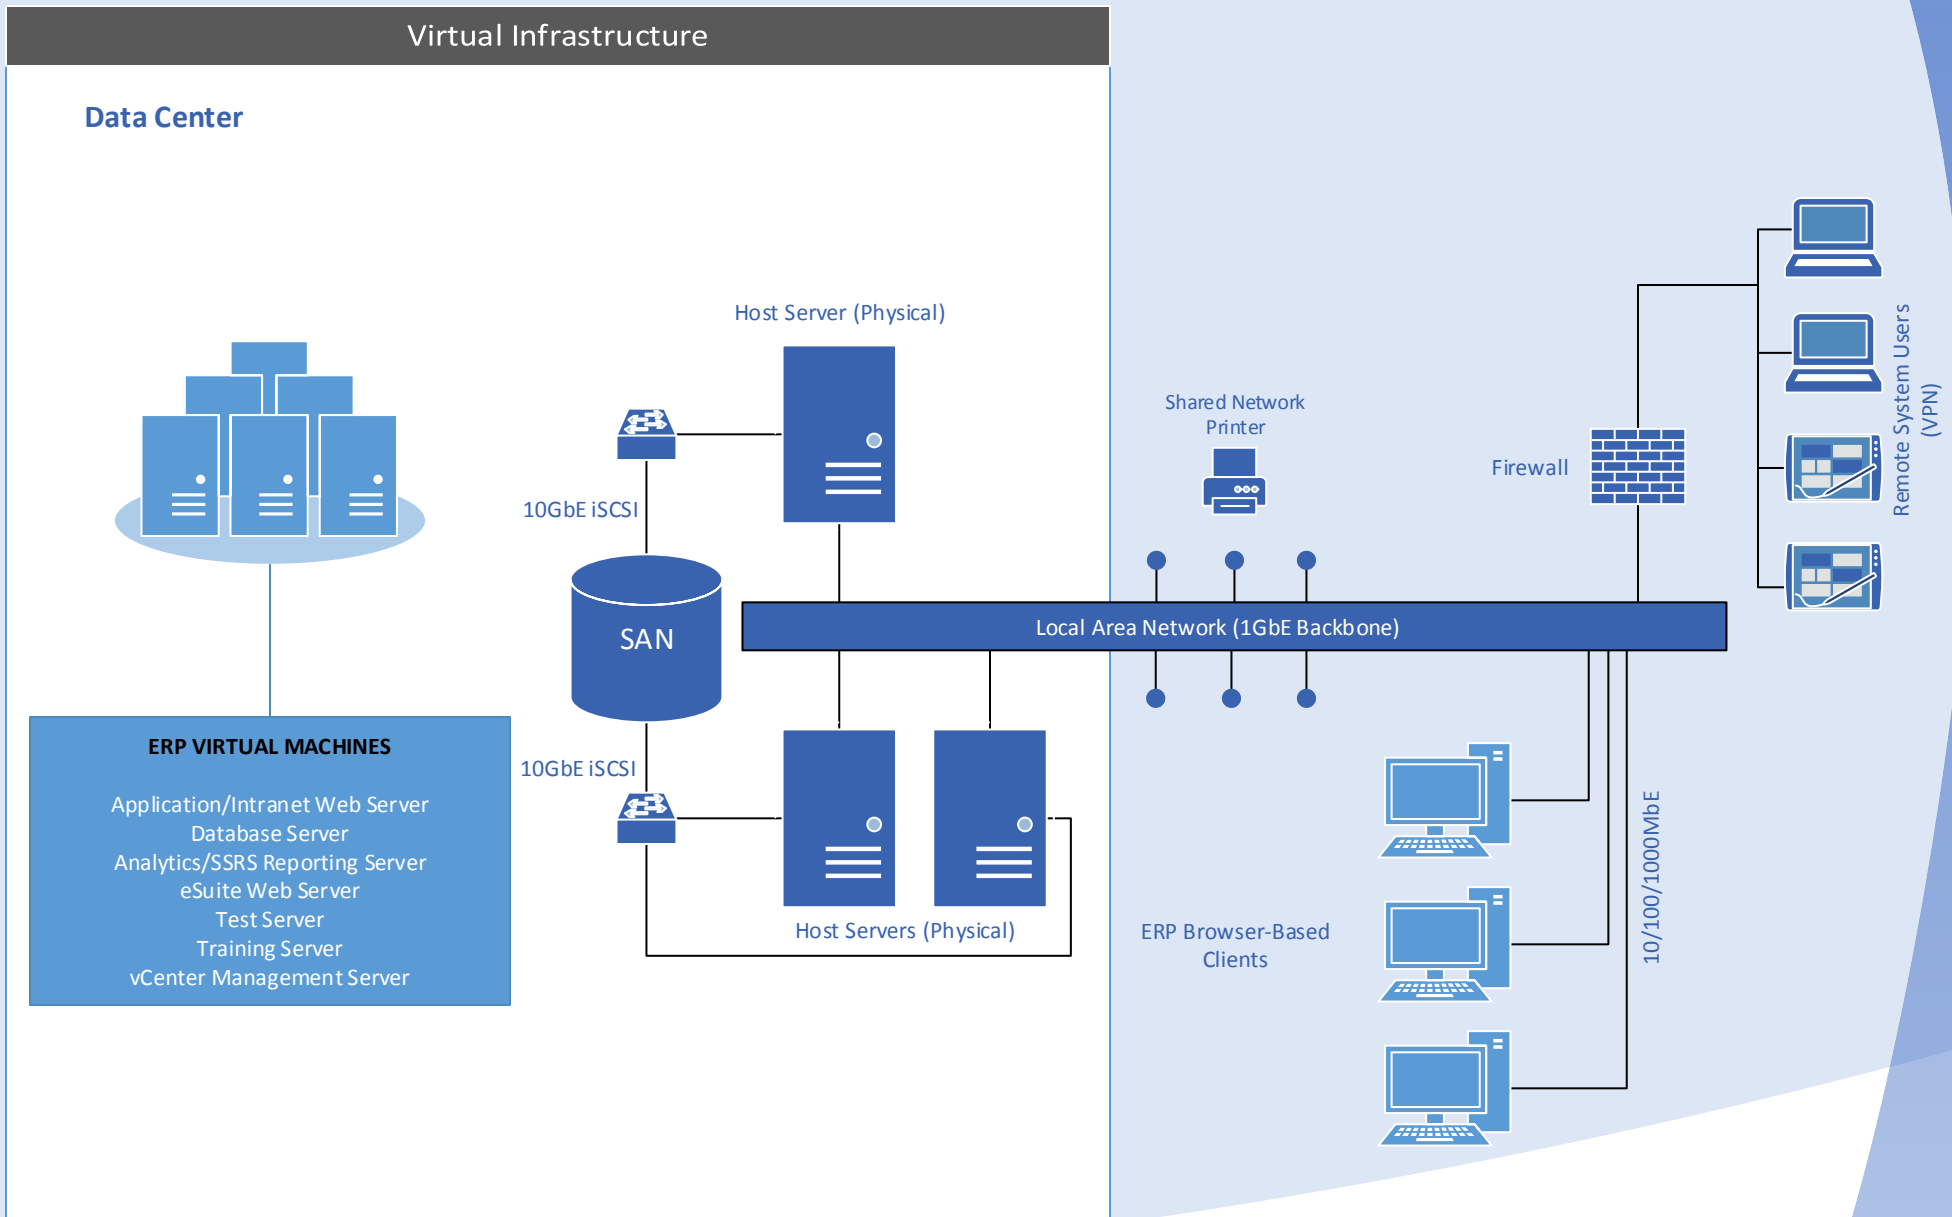 Virtual Infrastructure
Data Center
Host Server (Physical)
10GbE iSCSI
SAN
10GbE iSCSI
Host Servers (Physical)
ERP VIRTUAL MACHINES
Application/Intranet Web Server
Database Server
Analytics/SSRS Reporting Server
eSuite Web Server
Test Server
Training Server
vCenter Management Server
Local Area Network (1GbE Backbone)
Shared Network
Printer
Firewall
Remote System Users
(VPN)
ERP Browser-Based
Clients
10/100/1000MbE